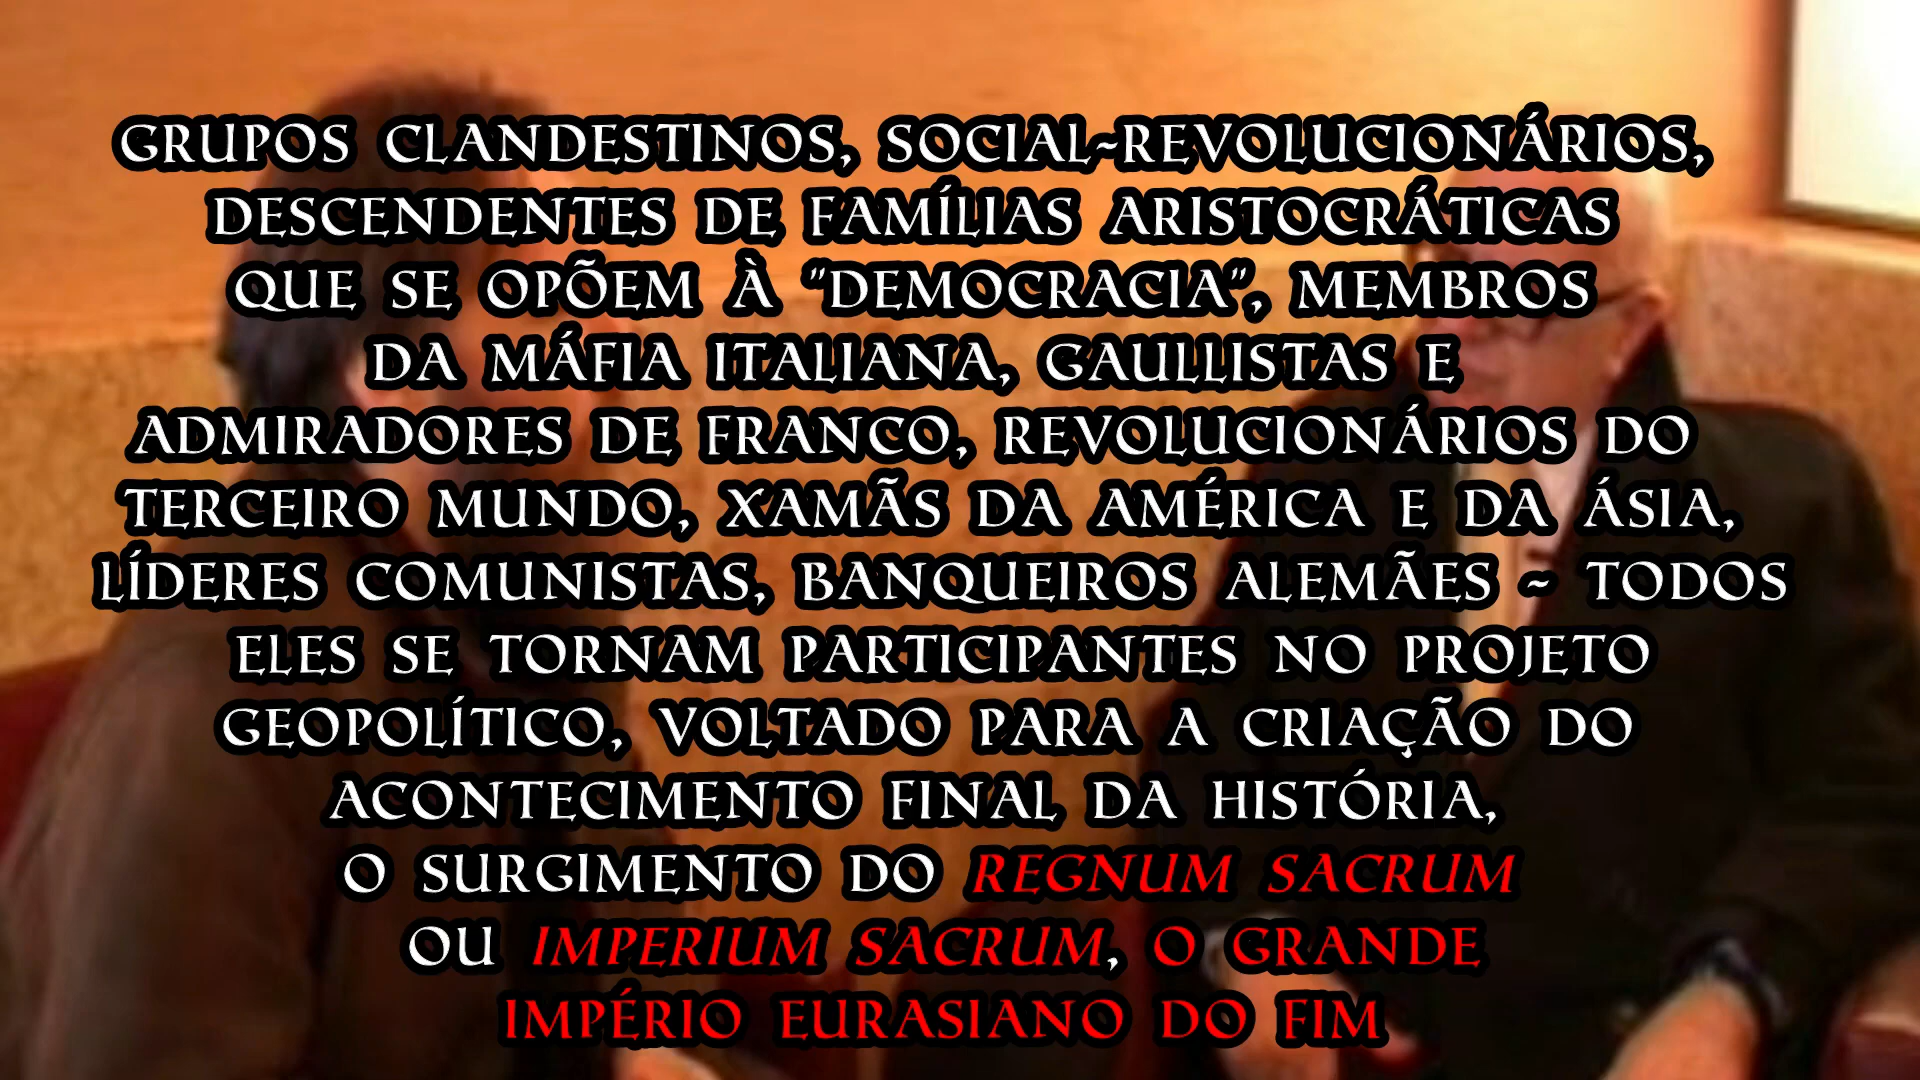 GRUPOS CLANDESTINOS, SOCIAL-REVOLUCIONÁRIOS,
DESCENDENTES DE FAMÍLIAS ARISTOCRÁTICAS
QUE SE OPÕEM À "DEMOCRACIA", MEMBROS
DA MÁFIA ITALIANA, GAULLISTAS E
ADMIRADORES DE FRANCO, REVOLUCIONÁRIOS DO
TERCEIRO MUNDO, XAMÃS DA AMÉRICA E DA ÁSIA,
LÍDERES COMUNISTAS, BANQUEIROS ALEMÃES - TODOS
ELES SE TORNAM PARTICIPANTES NO PROJETO
GEOPOLÍTICO, VOLTADO PARA A CRIAÇÃO DO
ACONTECIMENTO FINAL DA HISTÓRIA,
O SURGIMENTO DO REGNUM SACRUM
OU IMPERIUM SACRUM, O GRANDE
IMPÉRIO EURASIANO DO FIM